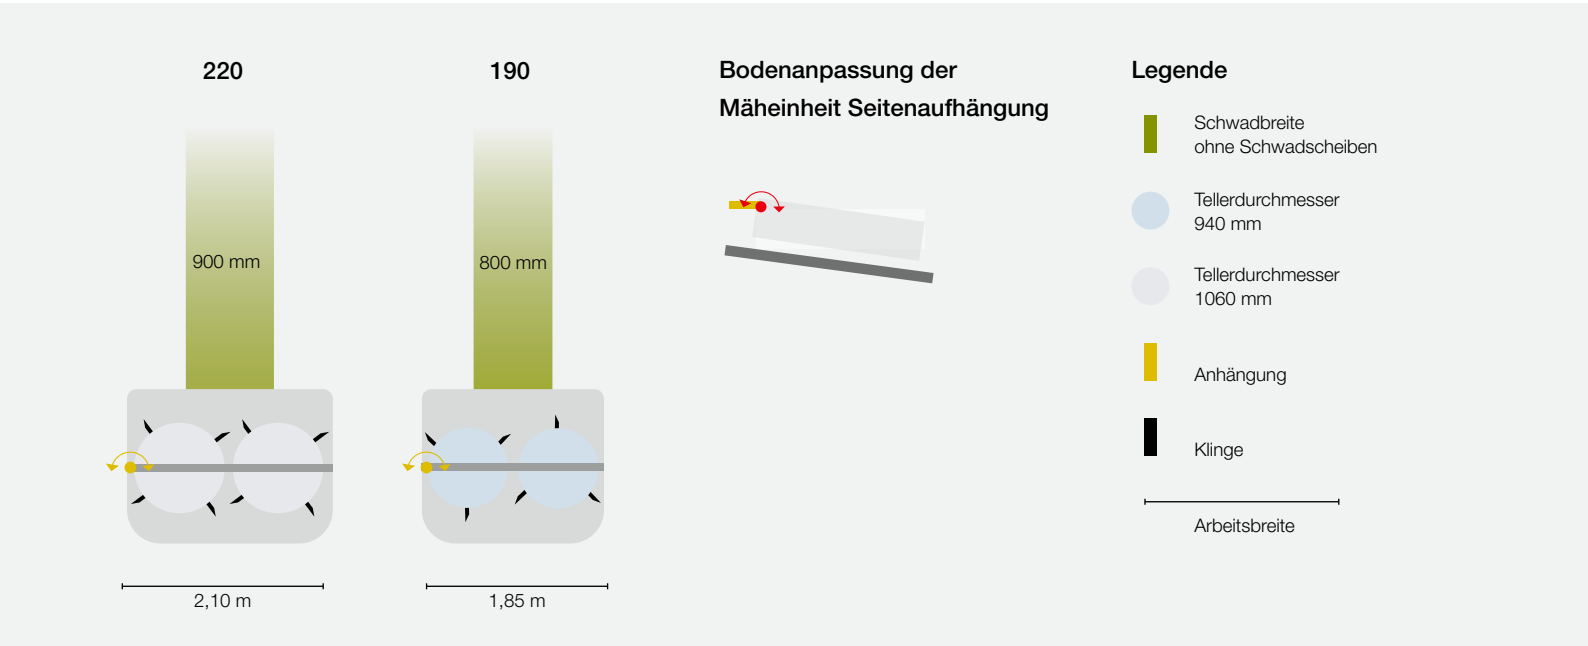 220
900 mm
2,10 m
190
800 mm
1,85 m
Bodenanpassung der
Mäheinheit Seitenaufhängung
Legende
Schwadbreite
ohne Schwadscheiben
Tellerdurchmesser
940 mm
Tellerdurchmesser
1060 mm
Anhängung
Klinge
Arbeitsbreite